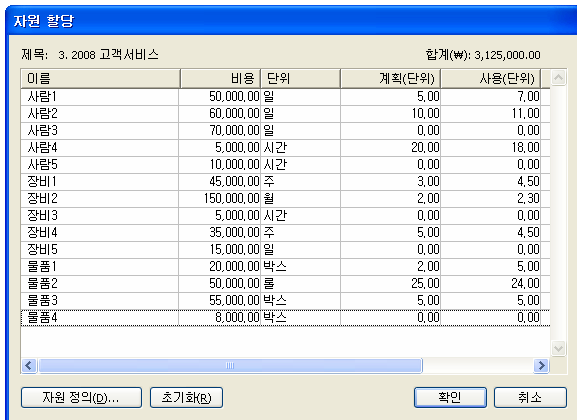 자원 할당
제목: 3. 2008 고객서비스 합계(₩): 3,125,000.00
이름 비용 단위 계획(단위) 사용(단위)
사람1 50,000.00 일 5.00 7.00
사람2 60,000.00 일 10.00 11.00
사람3 70,000.00 일 0.00 0.00
사람4 5,000.00 시간 20.00 18.00
사람5 10,000.00 시간 0.00 0.00
장비1 45,000.00 주 3.00 4.50
장비2 150,000.00 월 2.00 2.30
장비3 5,000.00 시간 0.00 0.00
장비4 35,000.00 주 5.00 4.50
장비5 15,000.00 일 0.00 0.00
물품1 20,000.00 박스 2.00 5.00
물품2 50,000.00 롤 25.00 24.00
물품3 55,000.00 박스 5.00 5.00
물품4 8,000.00 박스 0.00 0.00
자원 정의(D)... 초기화(R) 확인 취소